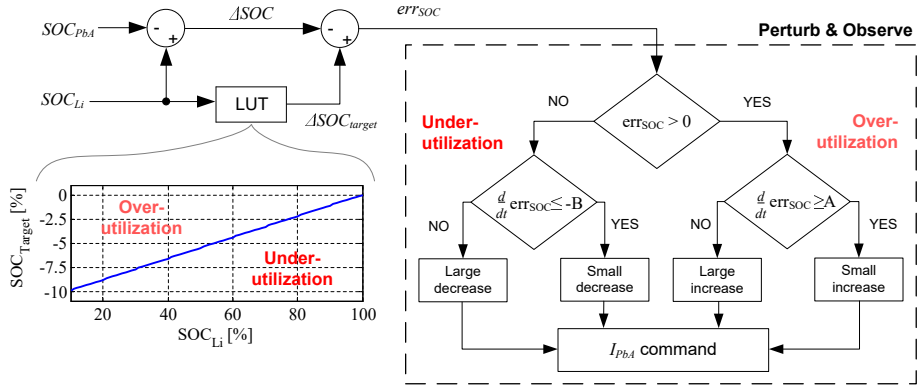 SOC_PbA
-
+
ΔSOC
-
+
err_SOC
Perturb & Observe
SOC_Li
LUT
ΔSOC_target
NO
err_SOC > 0
YES
Under-
utilization
Over-
utilization
d/dt err_SOC ≤ -B
d/dt err_SOC ≥A
NO
YES
NO
YES
Large
decrease
Small
decrease
Large
increase
Small
increase
I_PbA command
SOC_Target [%]
0
-2.5
-5
-7.5
-10
Over-
utilization
Under-
utilization
20
40
60
80
100
SOC_Li [%]